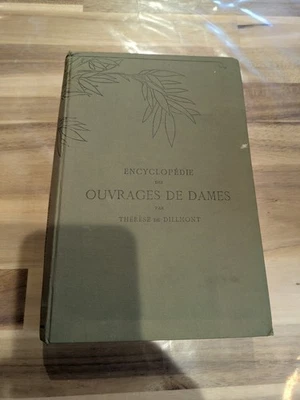 ENCYCLOPÉDIE
DES
OUVRAGES DE DAMES
PAR
THÉRÈSE DE DILLMONT